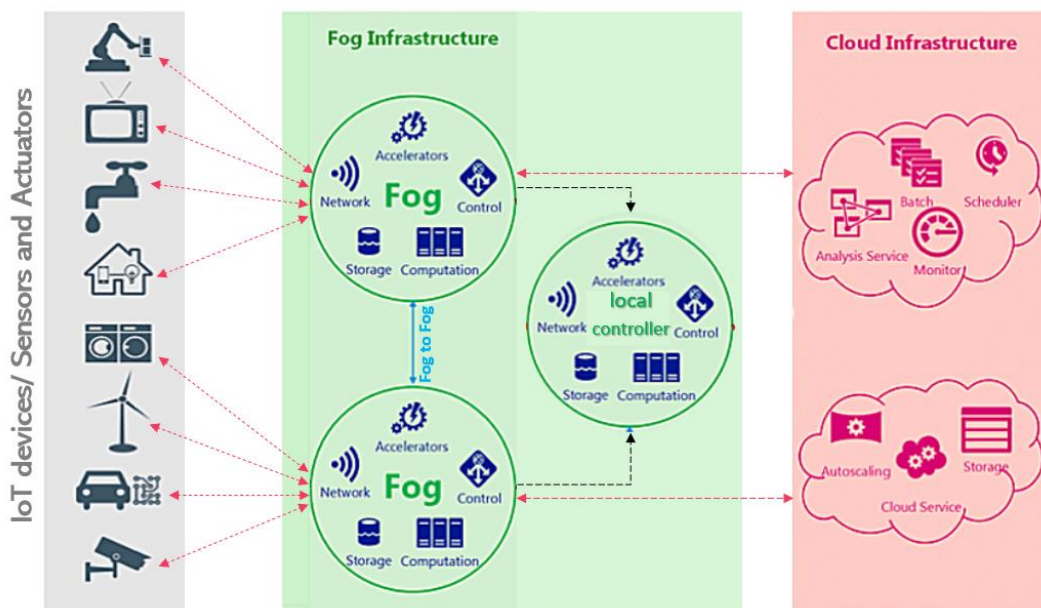 IoT devices/ Sensors and Actuators
Fog Infrastructure
Accelerators
Network
Fog
Control
Storage
Computation
Fog to Fog
Accelerators
Network
Fog
Control
Storage
Computation
Accelerators
Network
local
controller
Control
Storage
Computation
Cloud Infrastructure
Batch
Scheduler
Analysis Service
Monitor
Autoscaling
Storage
Cloud Service